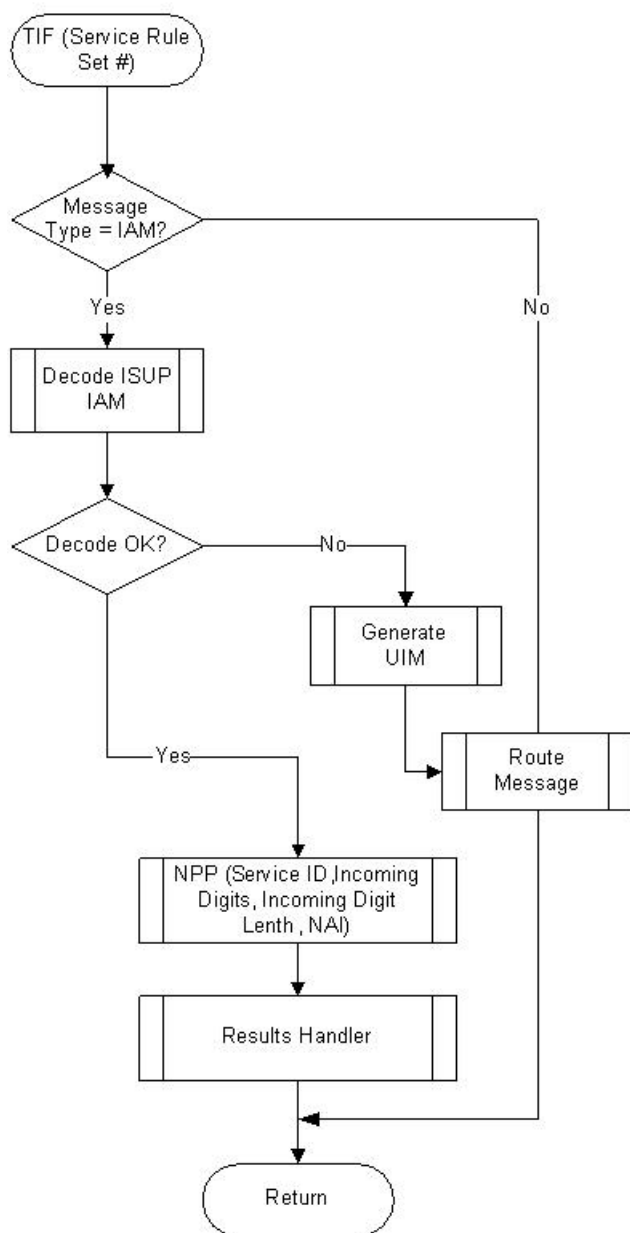 TIF (Service Rule
Set #)
Message
Type = IAM?
Yes
No
Decode ISUP
IAM
Decode OK?
No
Generate
UIM
Yes
Route
Message
NPP (Service ID ,Incoming
Digits, Incoming Digit
Lenth , NAI)
Results Handler
Return